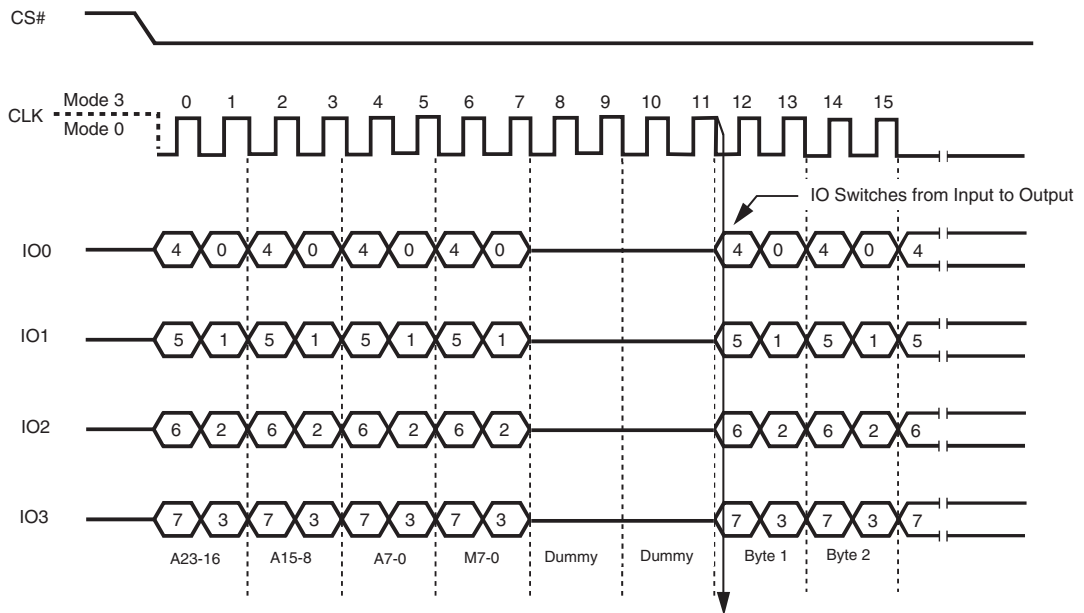 CS#
CLK Mode 3
Mode 0
0 1 2 3 4 5 6 7 8 9 10 11 12 13 14 15
IO Switches from Input to Output
IO0 4 0 4 0 4 0 4 0 4 0 4 0 4
IO1 5 1 5 1 5 1 5 1 5 1 5 1 5
IO2 6 2 6 2 6 2 6 2 6 2 6 2 6
IO3 7 3 7 3 7 3 7 3 7 3 7 3 7
A23-16 A15-8 A7-0 M7-0 Dummy Dummy Byte 1 Byte 2